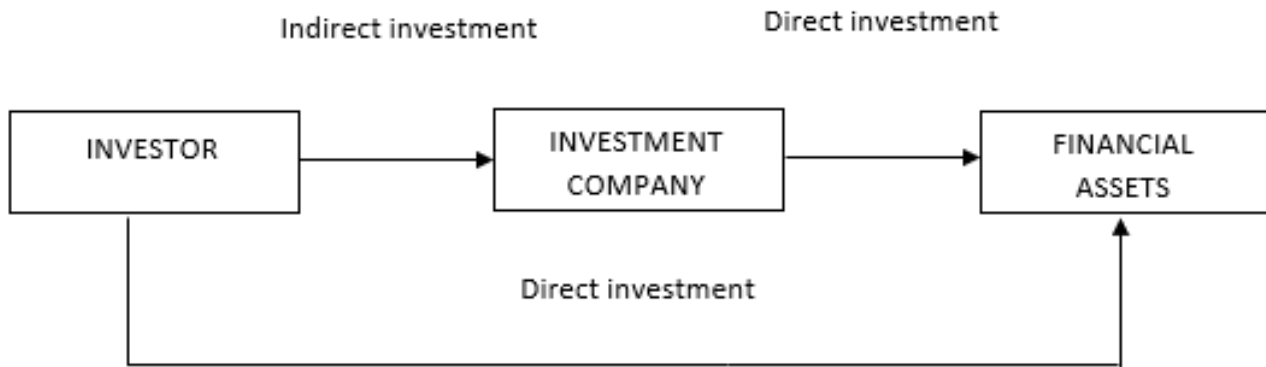 Indirect investment
Direct investment
INVESTOR
INVESTMENT
COMPANY
FINANCIAL
ASSETS
Direct investment